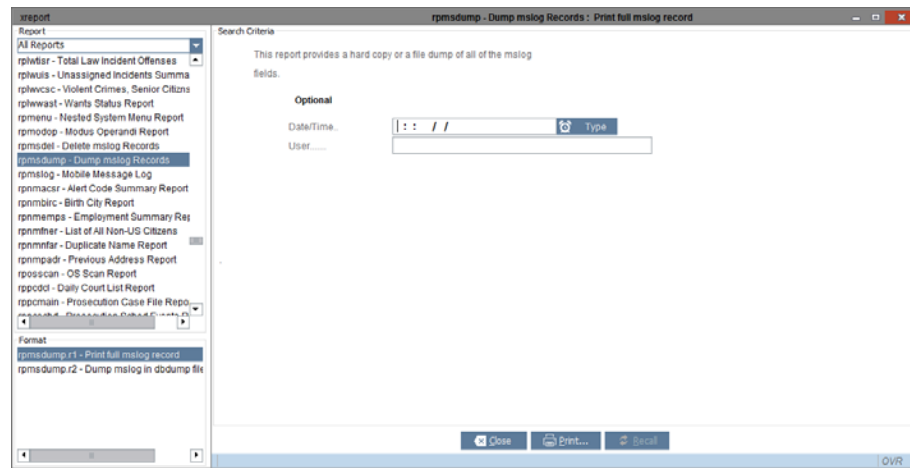 xreport
rpmsdump - Dump mslog Records : Print full mslog record
Report
All Reports
rplwtisr - Total Law Incident Offenses
rplwuis - Unassigned Incidents Summa
rplwvcsc - Violent Crimes, Senior Citizns
rplwwast - Wants Status Report
rpmenu - Nested System Menu Report
rpmodop - Modus Operandi Report
rpmsdel - Delete mslog Records
rpmsdump - Dump mslog Records
rpmslog - Mobile Message Log
rpnmacsr - Alert Code Summary Report
rpnmbirc - Birth City Report
rpnmemps - Employment Summary Rep
rpnmfner - List of All Non-US Citizens
rpnmnfar - Duplicate Name Report
rpnmpadr - Previous Address Report
rposscan - OS Scan Report
rppcdcl - Daily Court List Report
rppcmain - Prosecution Case File Repo
Format
rpmsdump.r1 - Print full mslog record
rpmsdump.r2 - Dump mslog in dbdump file
Search Criteria
This report provides a hard copy or a file dump of all of the mslog
fields.
Optional
Date/Time.. :: / / Type
User......
Close Print... Recall
OVR